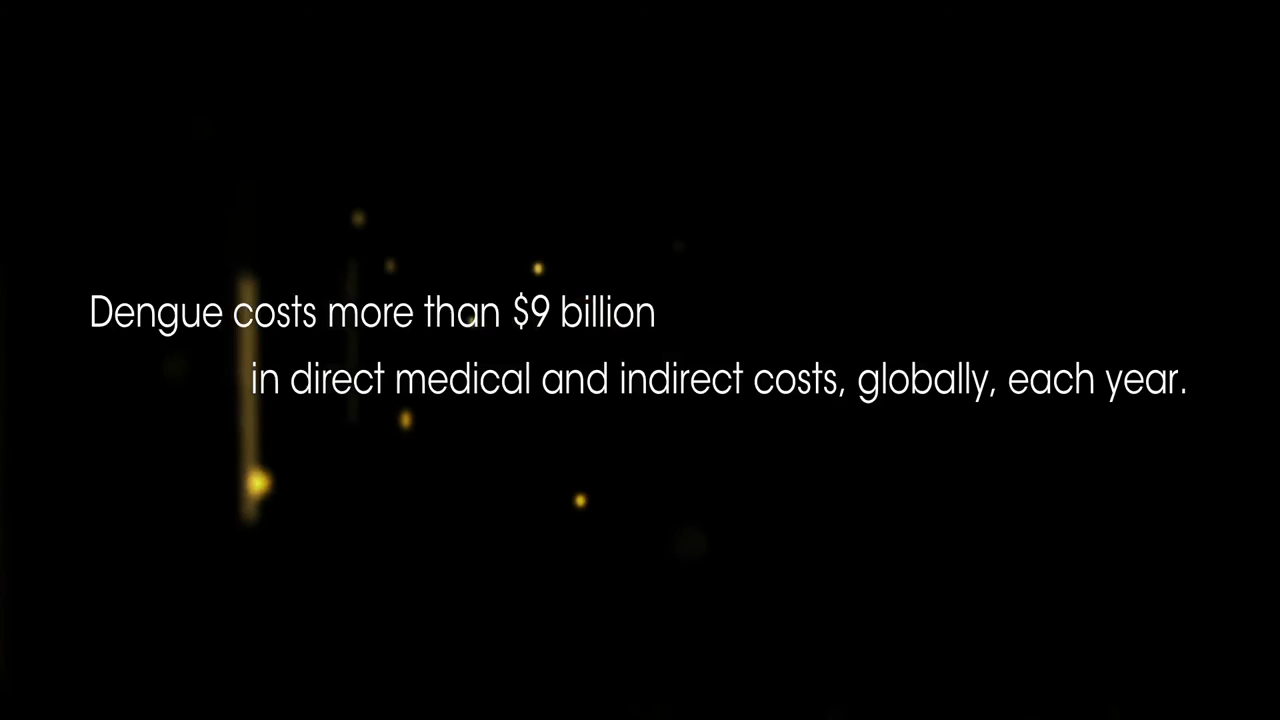 Dengue costs more than $9 billion
in direct medical and indirect costs, globally, each year.